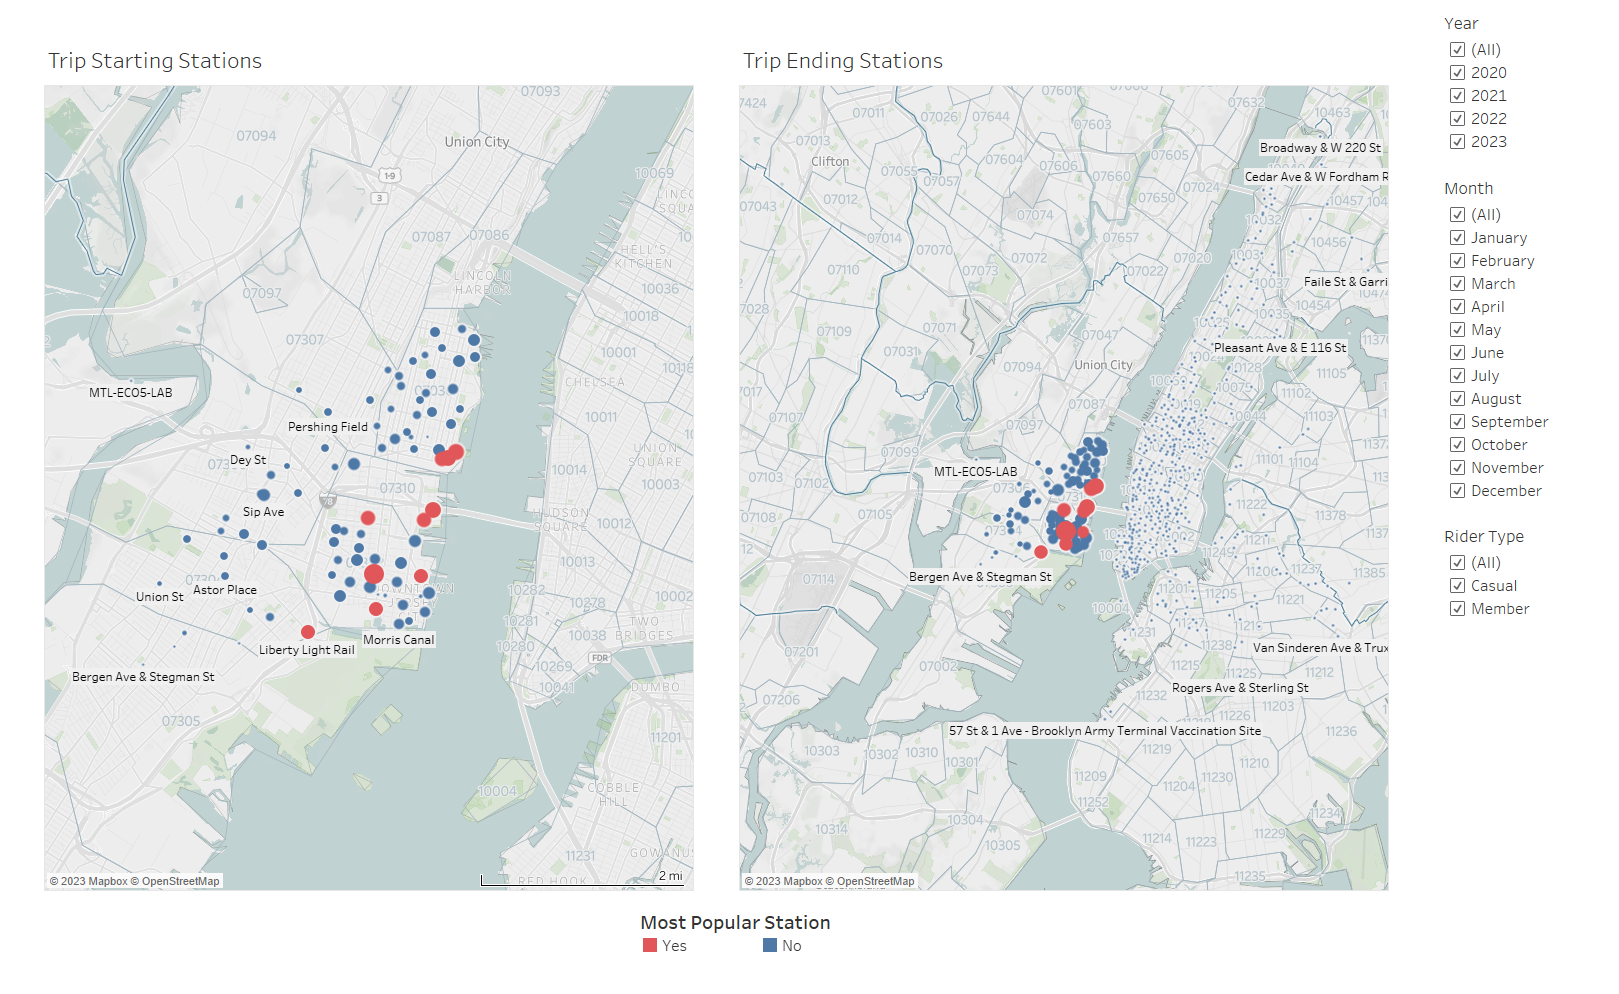 Trip Starting Stations
07093
07094
Union City
1-9
3
10069
07087
07086
HELL'S
KITCHEN
LINCOLN
HARBOR
10036
07097
10018
07307
10001
CHELSEA
MTL-ECO5-LAB
10011
Pershing Field
UNION
SQUARE
Dey St
10014
10003
07310
78
Sip Ave
HUDSON
SQUARE
10012
Astor Place
Union St
10282
10278
10002
10281
TWO
BRIDGES
10038
10280
Morris Canal
Liberty Light Rail
FDR
10269
Bergen Ave & Stegman St
10041
DUMBO
07305
11201
10004
COBBLE
HILL
11231
GOWANUS
RED HOOK
2 mi
© 2023 Mapbox © OpenStreetMap
Trip Ending Stations
07601
07424
07632
07011
07026
07644
10463
07603
07013
Broadway & W 220 St
Clifton
07604
07605
07606
07055
07057
07660
Cedar Ave & W Fordham R
07024
07012
07650
10457
07043
07074
10032
07014
07657
10456
07070
07072
07020
07110
07073
07022
10037
Faile St & Garri
10454
07028
07109
07071
07047
07031
Pleasant Ave & E 116 St
07094
Union City
10128
11105
11102
07087
07107
11103
07097
10044
07099
MTL-ECO5-LAB
11101
11104
07103
07102
11222
11378
07108
07105
11249
Bergen Ave & Stegman St
07114
11206
11237
11385
11201
11205
11221
10004
11231
11238
07201
Van Sinderen Ave & Trux
07002
11215
11225
11212
Rogers Ave & Sterling St
07206
11232
11203
11226
57 St & 1 Ave - Brooklyn Army Terminal Vaccination Site
11236
10303
10302
10310
10301
11219
11210
11209
11230
11204
11252
11234
10314
10304
11229
10305
11214
11223
11235
© 2023 Mapbox © OpenStreetMap
Year
(All)
2020
2021
2022
2023
Month
(All)
January
February
March
April
May
June
July
August
September
October
November
December
Rider Type
(All)
Casual
Member
Most Popular Station
Yes
No